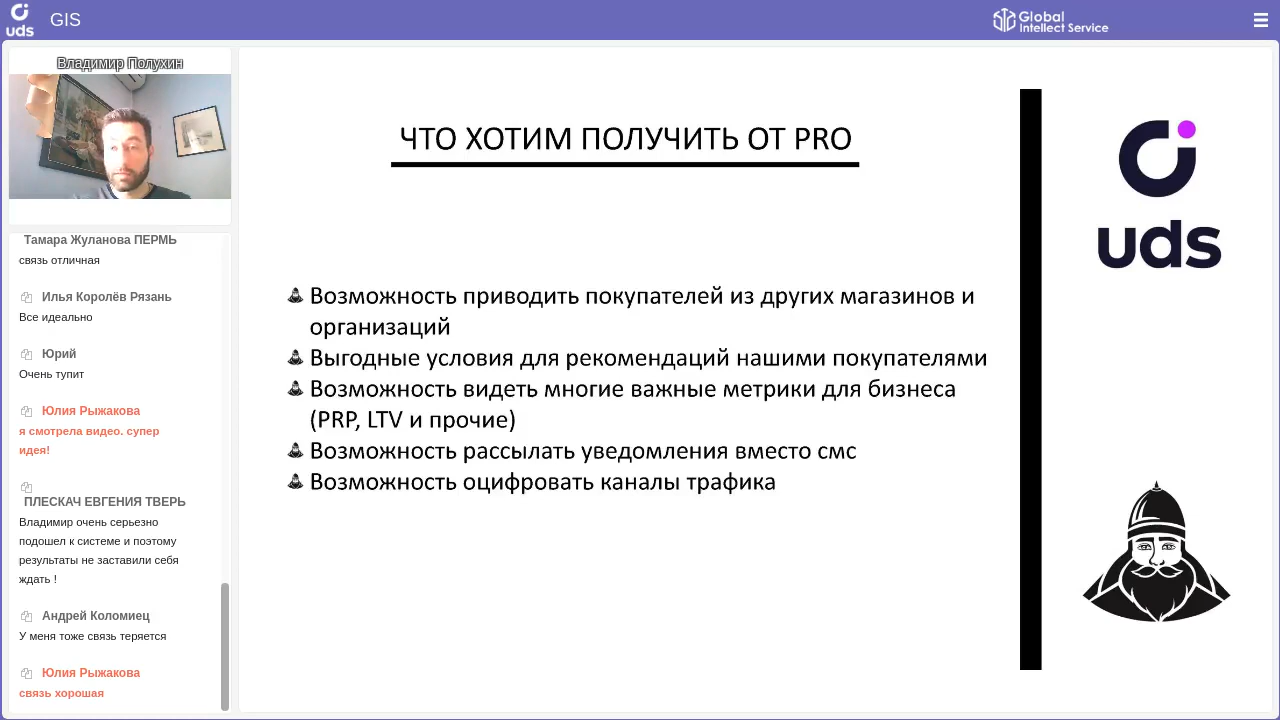 uds
GIS
Global
Intellect Service
Владимир Полухин
Тамара Жуланова ПЕРМЬ
связь отличная
Илья Королёв Рязань
Все идеально
Юрий
Очень тупит
Юлия Рыжакова
я смотрела видео. супер
идея!
ПЛЕСКАЧ ЕВГЕНИЯ ТВЕРЬ
Владимир очень серьезно
подошел к системе и поэтому
результаты не заставили себя
ждать !
Андрей Коломиец
У меня тоже связь теряется
Юлия Рыжакова
связь хорошая
ЧТО ХОТИМ ПОЛУЧИТЬ ОТ PRO
Возможность приводить покупателей из других магазинов и
организаций
Выгодные условия для рекомендаций нашими покупателями
Возможность видеть многие важные метрики для бизнеса
(PRP, LTV и прочие)
Возможность рассылать уведомления вместо смс
Возможность оцифровать каналы трафика
uds